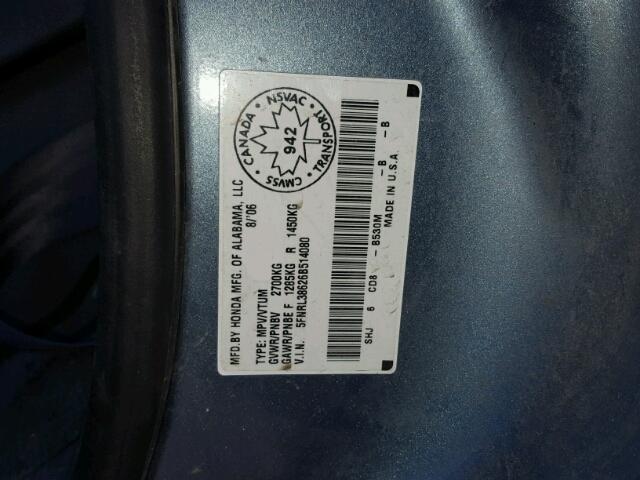 MFD.BY HONDA MFG. OF ALABAMA, LLC
8/'06
TYPE: MPV/VTUM
GVWR/PNBV 2700KG
GAWR/PNBE F 1285KG R 1450KG
V.I.N. 5FNRL38626B514080
CANADA NSVAC TRANSPORT CMVSS
942
SHJ 6 CD8 - B530M - B - B
MADE IN U.S.A.